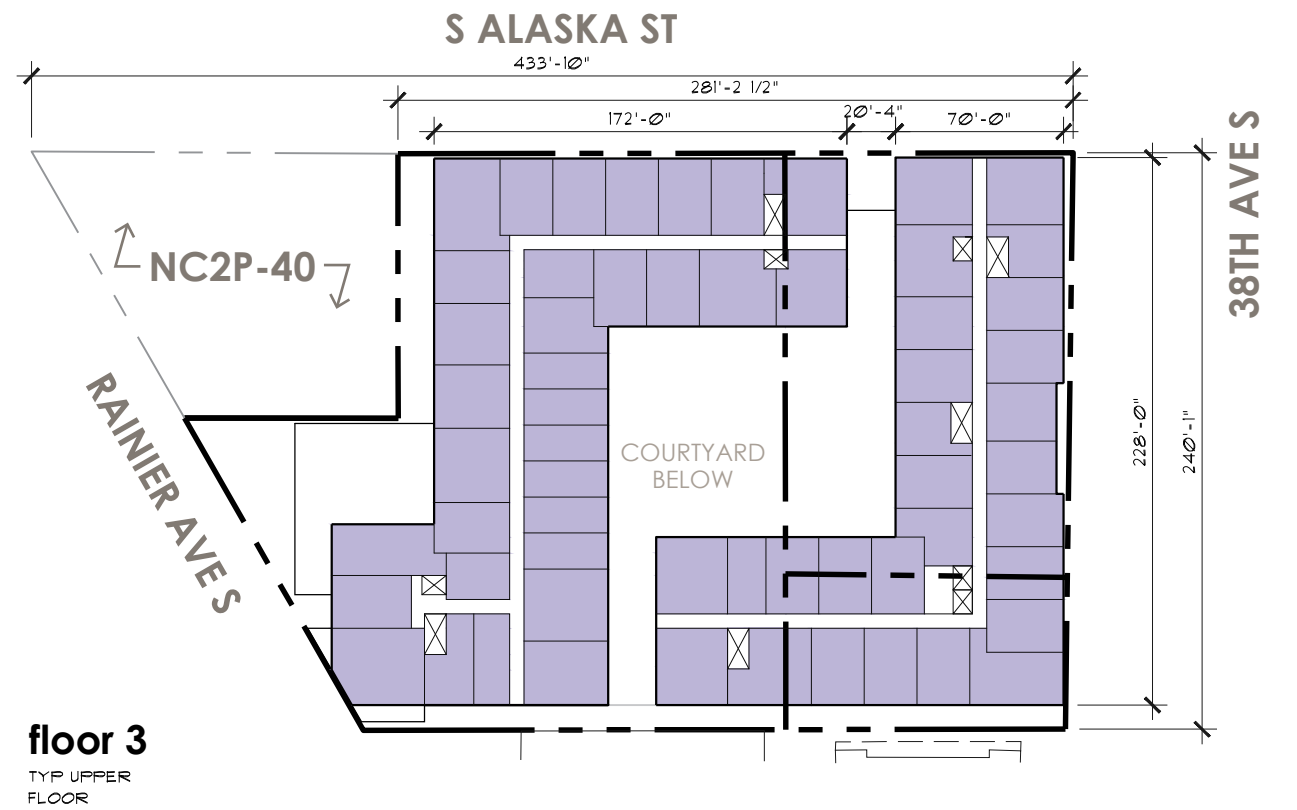 S ALASKA ST
433'-10"
281'-2 1/2"
172'-0"
20'-4"
70'-0"
38TH AVE S
NC2P-40
RAINIER AVE S
COURTYARD
BELOW
228'-0"
240'-1"
floor 3
TYP UPPER
FLOOR